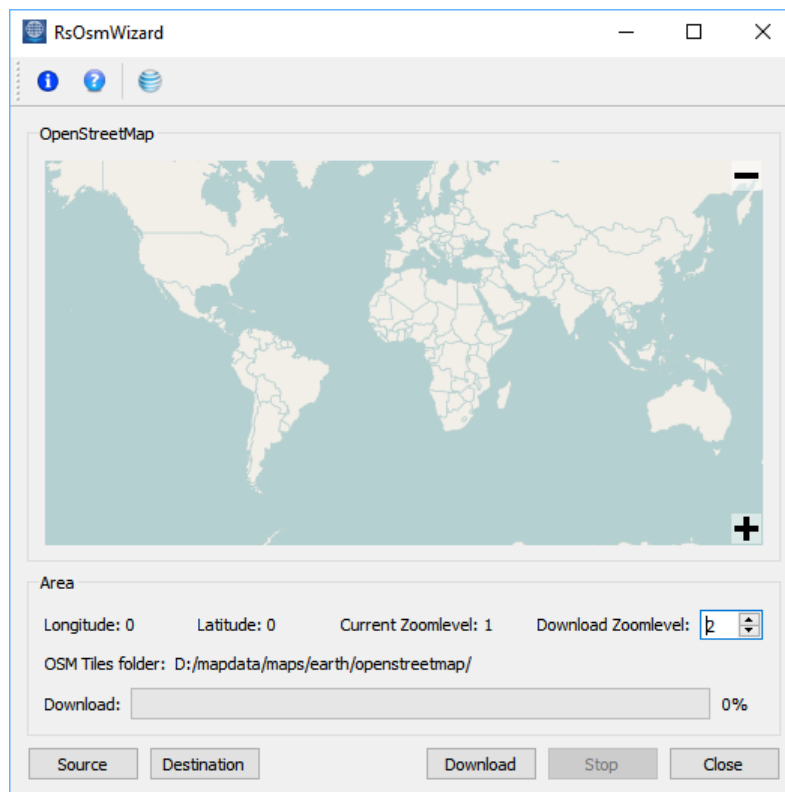 RsOsmWizard
OpenStreetMap
Area
Longitude: 0 Latitude: 0 Current Zoomlevel: 1 Download Zoomlevel: 2
OSM Tiles folder: D:/mapdata/maps/earth/openstreetmap/
Download: 0%
Source Destination Download Stop Close